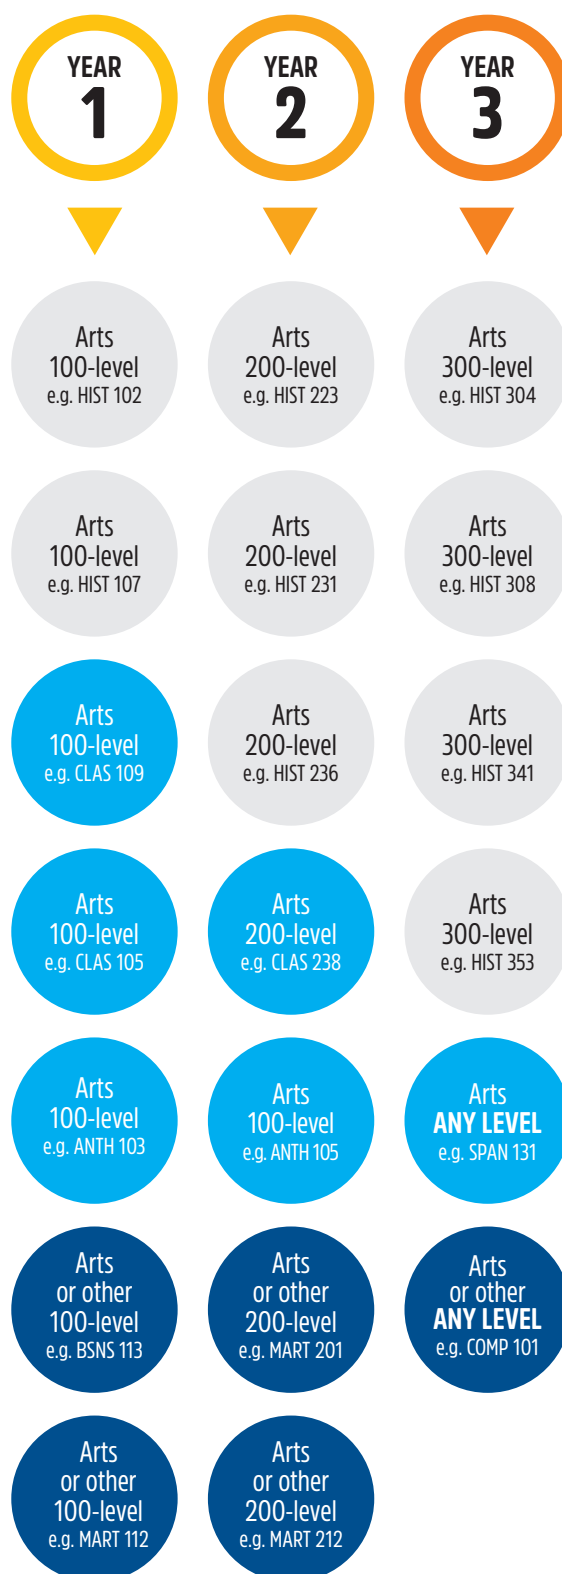 YEAR
1
YEAR
2
YEAR
3
Arts
100-level
e.g. HIST 102
Arts
200-level
e.g. HIST 223
Arts
300-level
e.g. HIST 304
Arts
100-level
e.g. HIST 107
Arts
200-level
e.g. HIST 231
Arts
300-level
e.g. HIST 308
Arts
100-level
e.g. CLAS 109
Arts
200-level
e.g. HIST 236
Arts
300-level
e.g. HIST 341
Arts
100-level
e.g. CLAS 105
Arts
200-level
e.g. CLAS 238
Arts
300-level
e.g. HIST 353
Arts
100-level
e.g. ANTH 103
Arts
100-level
e.g. ANTH 105
Arts
ANY LEVEL
e.g. SPAN 131
Arts
or other
100-level
e.g. BSNS 113
Arts
or other
200-level
e.g. MART 201
Arts
or other
ANY LEVEL
e.g. COMP 101
Arts
or other
100-level
e.g. MART 112
Arts
or other
200-level
e.g. MART 212